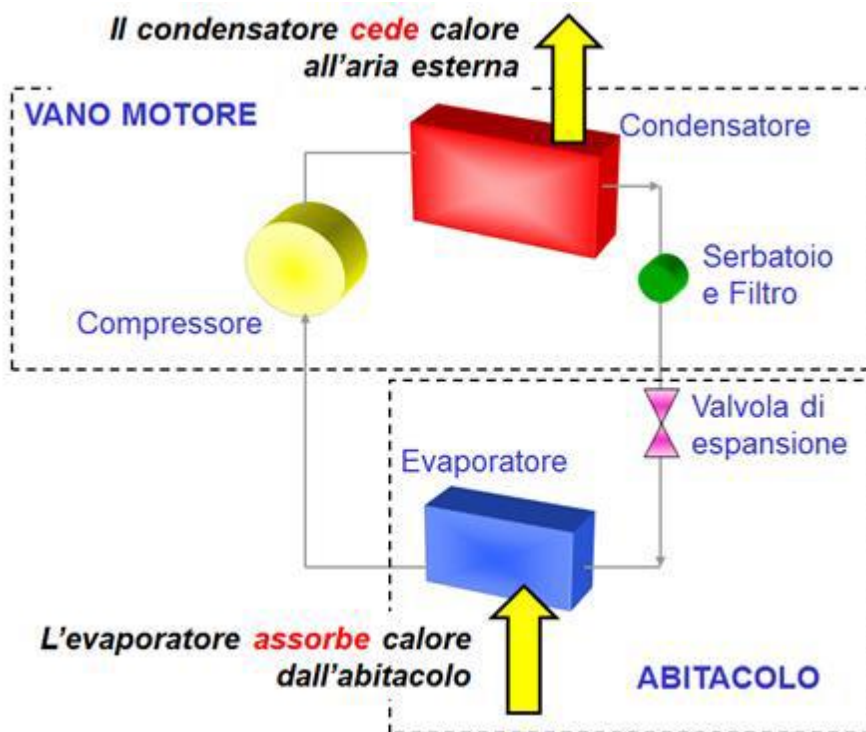 Il condensatore cede calore
all'aria esterna
VANO MOTORE
Condensatore
Serbatoio
e Filtro
Compressore
Valvola di
espansione
Evaporatore
L'evaporatore assorbe calore
dall'abitacolo
ABITACOLO